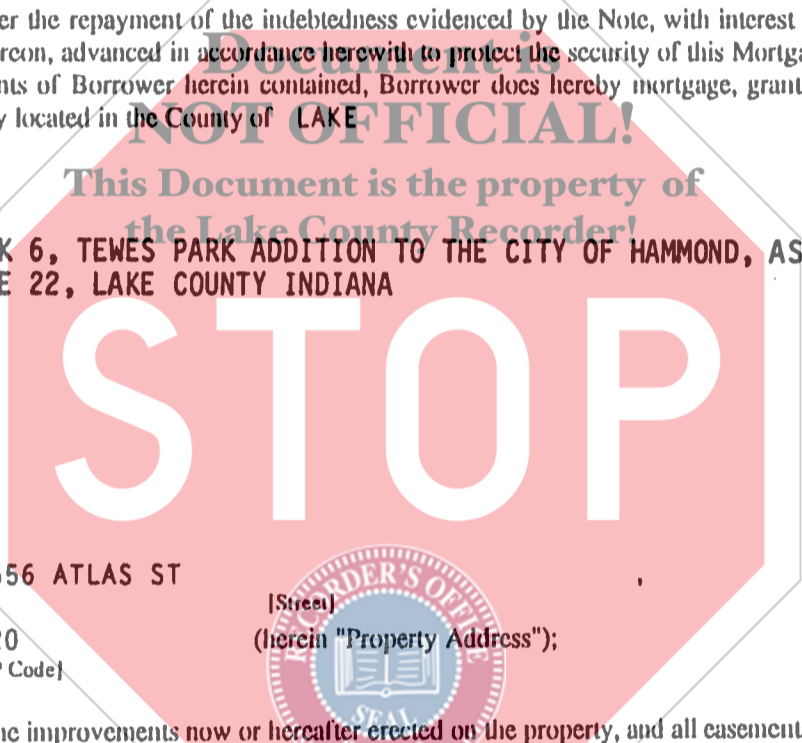 er the repayment of the indebtedness evidenced by the Note, with interest
reon, advanced in accordance herewith to protect the security of this Mortga
Document is
nts of Borrower herein contained, Borrower does hereby mortgage, grant
y located in the County of LAKE
NOT OFFICIAL!
This Document is the property of
the Lake County Recorder!
K 6, TEWES PARK ADDITION TO THE CITY OF HAMMOND, AS
E 22, LAKE COUNTY INDIANA
STOP
56 ATLAS ST
[Street]
0 (herein "Property Address");
Code]
RECORDER'S OFFICE
SEAL
ne improvements now or hereafter erected on the property, and all easement